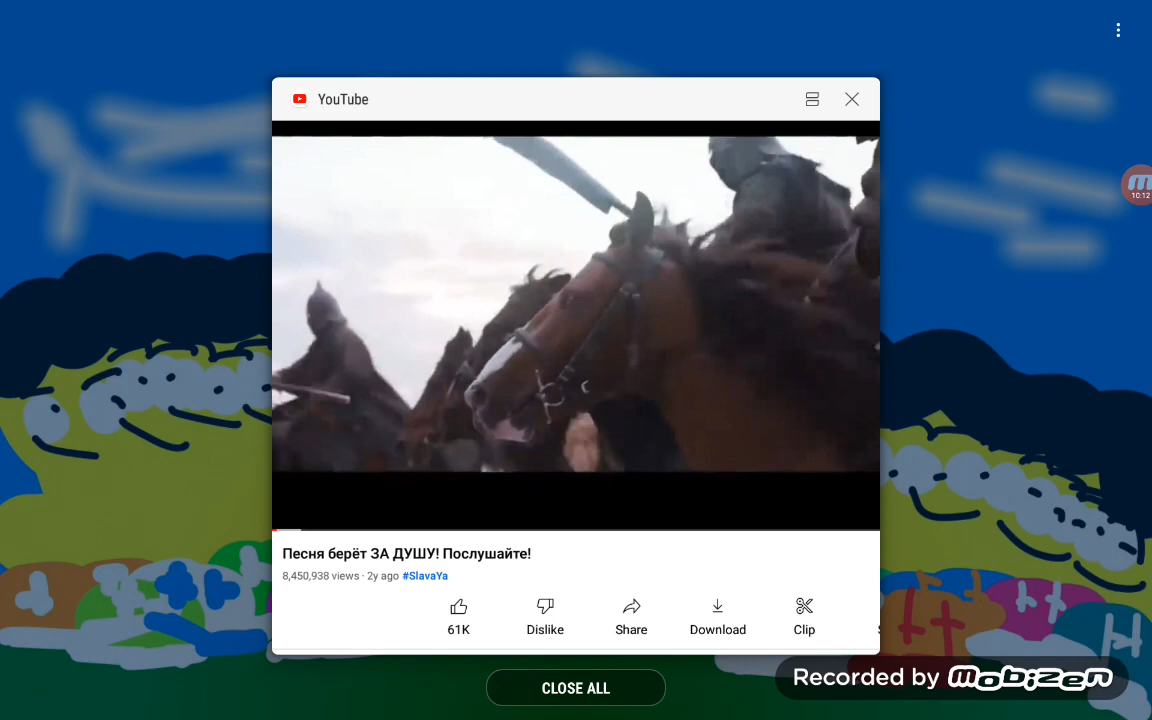 YouTube
10:12
Песня берёт ЗА ДУШУ! Послушайте!
8,450,938 views · 2y ago #SlavaYa
61K Dislike Share Download Clip
CLOSE ALL
Recorded by mobizen